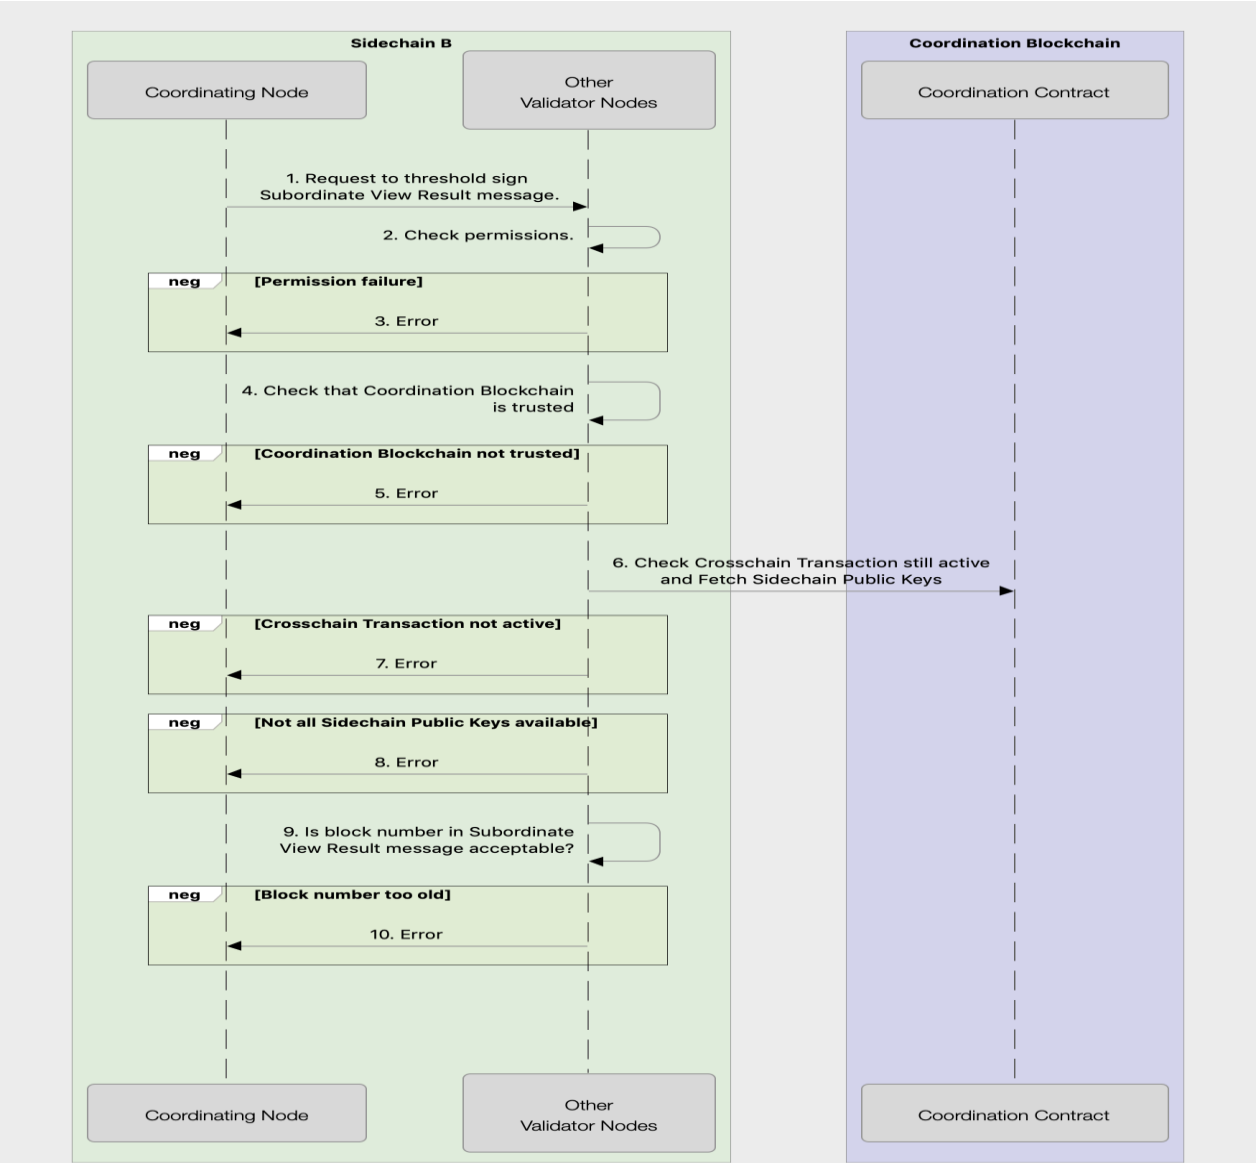 Sidechain B
Coordination Blockchain
Coordinating Node
Other
Validator Nodes
Coordination Contract
1. Request to threshold sign
Subordinate View Result message.
2. Check permissions.
neg [Permission failure]
3. Error
4. Check that Coordination Blockchain
is trusted
neg [Coordination Blockchain not trusted]
5. Error
6. Check Crosschain Transaction still active
and Fetch Sidechain Public Keys
neg [Crosschain Transaction not active]
7. Error
neg [Not all Sidechain Public Keys available]
8. Error
9. Is block number in Subordinate
View Result message acceptable?
neg [Block number too old]
10. Error
Coordinating Node
Other
Validator Nodes
Coordination Contract